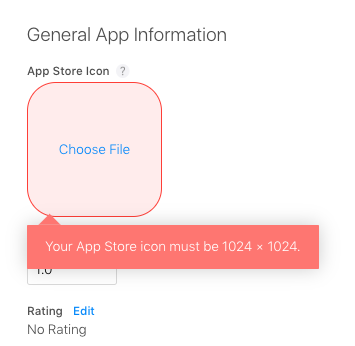 General App Information
App Store Icon ?
Choose File
Your App Store icon must be 1024 × 1024.
1.0
Rating Edit
No Rating